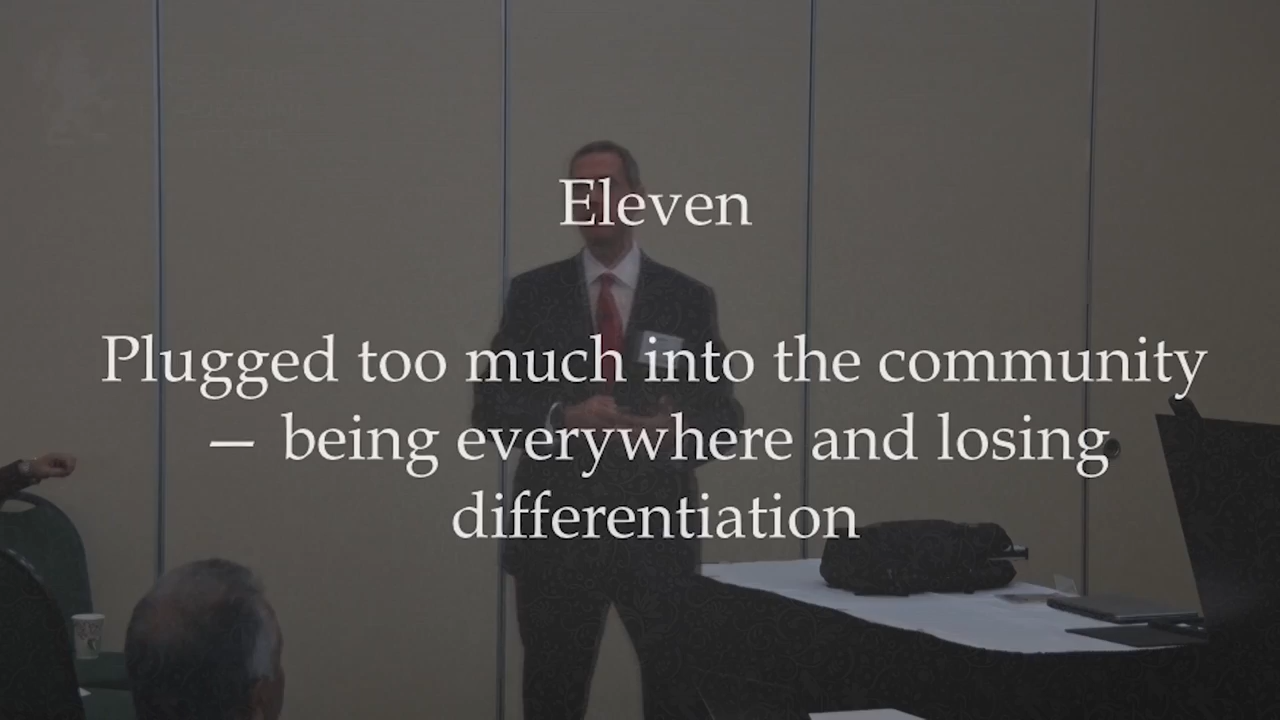 Eleven
Plugged too much into the community
— being everywhere and losing
differentiation